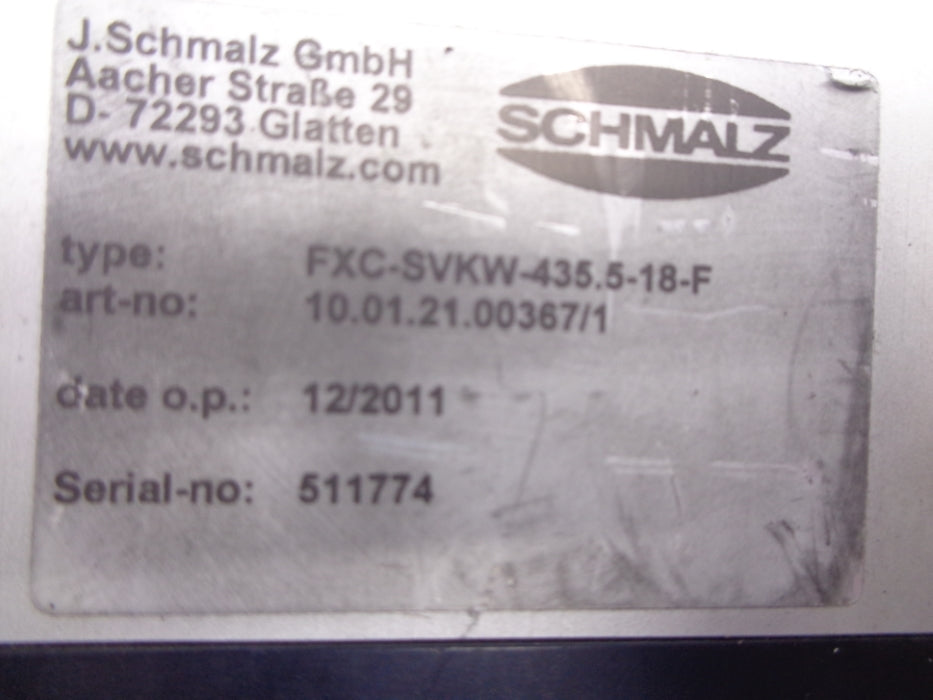 J.Schmalz GmbH
Aacher Straße 29
D- 72293 Glatten
www.schmalz.com
SCHMALZ
type: FXC-SVKW-435.5-18-F
art-no: 10.01.21.00367/1
date o.p.: 12/2011
Serial-no: 511774